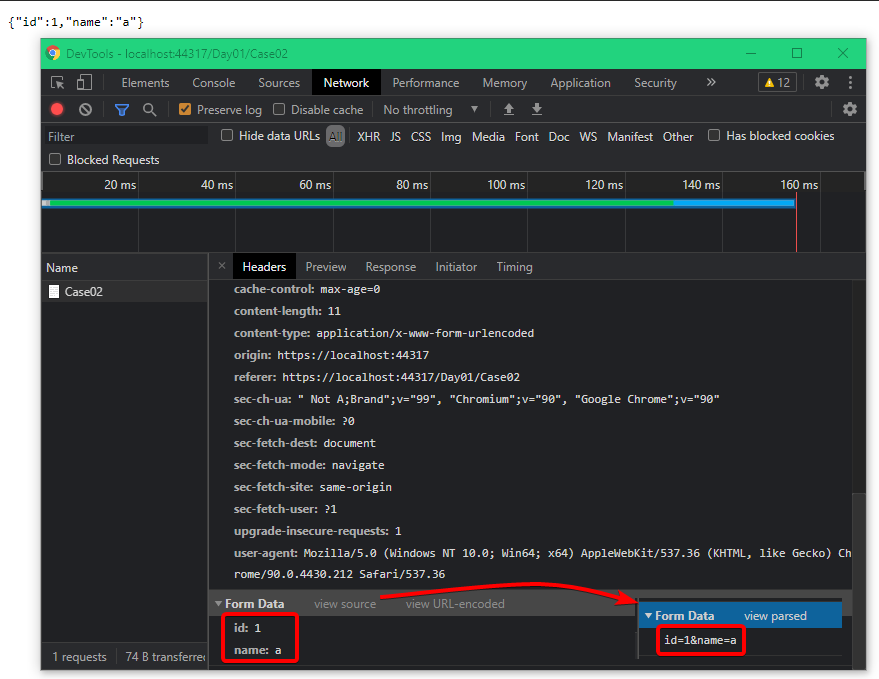 {"id":1,"name":"a"}
DevTools - localhost:44317/Day01/Case02
Elements Console Sources Network Performance Memory Application Security » 12
Preserve log Disable cache No throttling
Filter Hide data URLs All XHR JS CSS Img Media Font Doc WS Manifest Other Has blocked cookies
Blocked Requests
20 ms 40 ms 60 ms 80 ms 100 ms 120 ms 140 ms 160 ms
Name × Headers Preview Response Initiator Timing
Case02
cache-control: max-age=0
content-length: 11
content-type: application/x-www-form-urlencoded
origin: https://localhost:44317
referer: https://localhost:44317/Day01/Case02
sec-ch-ua: " Not A;Brand";v="99", "Chromium";v="90", "Google Chrome";v="90"
sec-ch-ua-mobile: ?0
sec-fetch-dest: document
sec-fetch-mode: navigate
sec-fetch-site: same-origin
sec-fetch-user: ?1
upgrade-insecure-requests: 1
user-agent: Mozilla/5.0 (Windows NT 10.0; Win64; x64) AppleWebKit/537.36 (KHTML, like Gecko) Ch
rome/90.0.4430.212 Safari/537.36
Form Data view source view URL-encoded
id: 1
name: a
Form Data view parsed
id=1&name=a
1 requests 74 B transferre